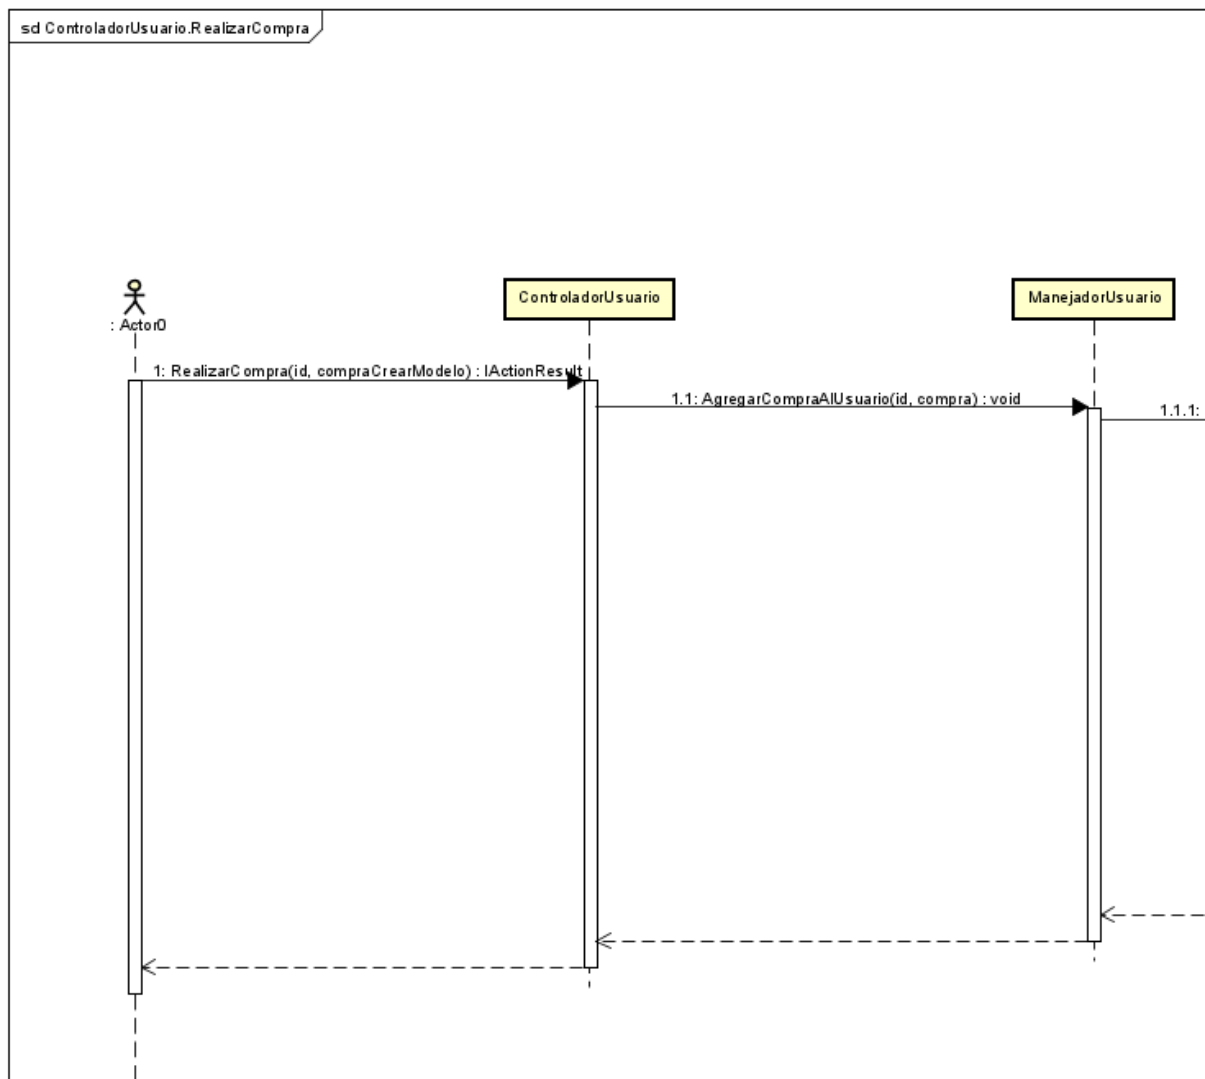 sd ControladorUsuario.RealizarCompra
ControladorUsuario
ManejadorUsuario
: Actor0
1: RealizarCompra(id, compraCrearModelo) : IActionResult
1.1: AgregarCompraAlUsuario(id, compra) : void
1.1.1: